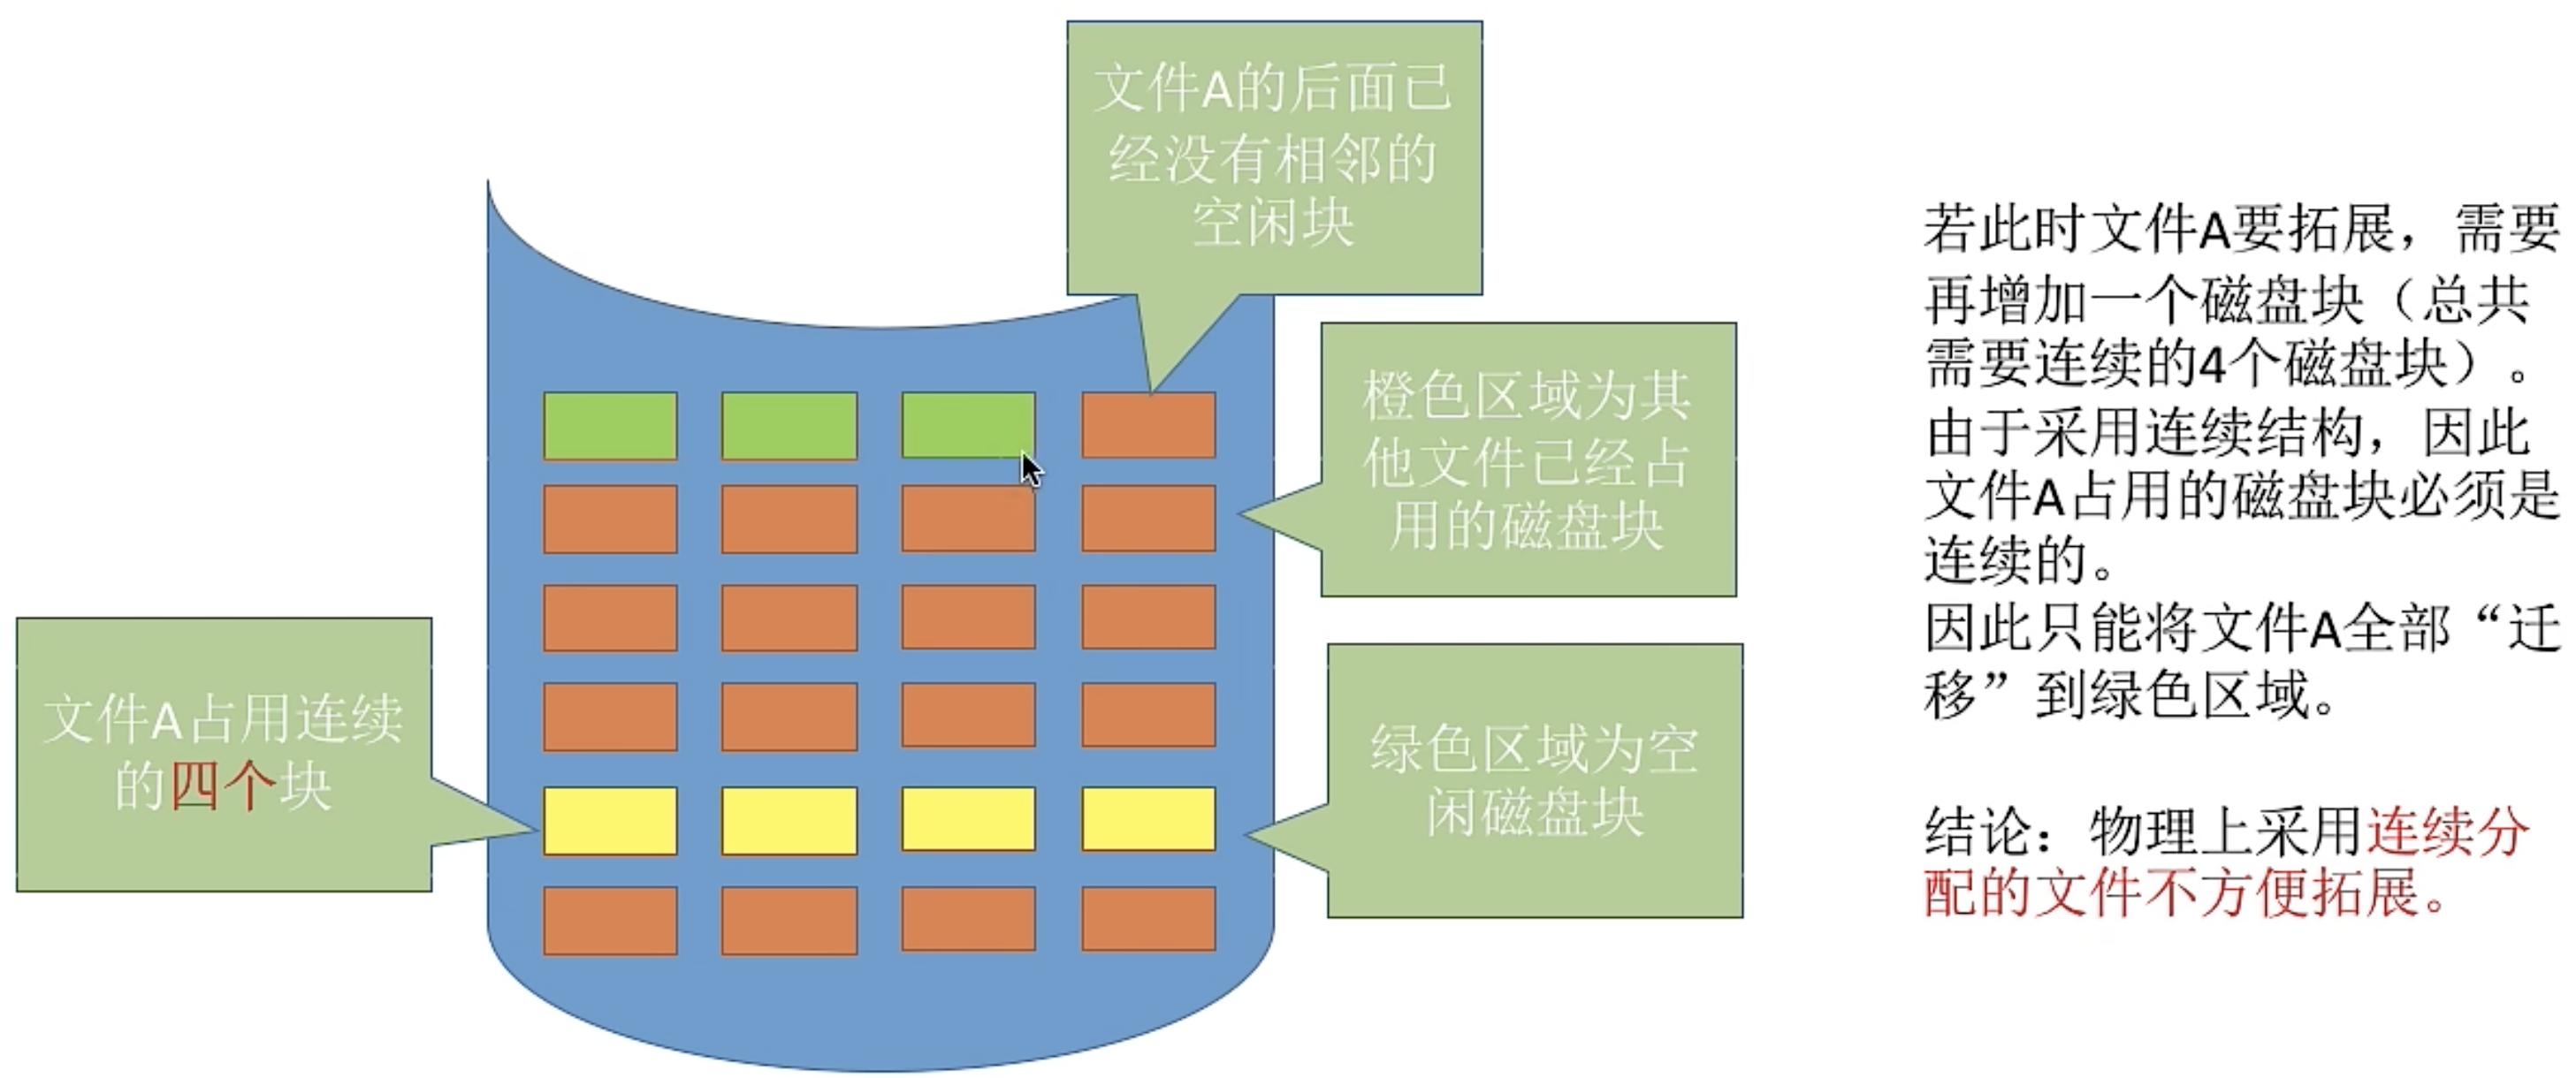 文件A的后面已
经没有相邻的
空闲块
橙色区域为其
他文件已经占
用的磁盘块
文件A占用连续
的四个块
绿色区域为空
闲磁盘块
若此时文件A要拓展，需要
再增加一个磁盘块（总共
需要连续的4个磁盘块）。
由于采用连续结构，因此
文件A占用的磁盘块必须是
连续的。
因此只能将文件A全部“迁
移”到绿色区域。
结论：物理上采用连续分
配的文件不方便拓展。